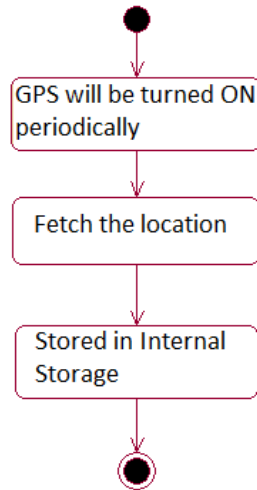 GPS will be turned ON
periodically
Fetch the location
Stored in Internal
Storage